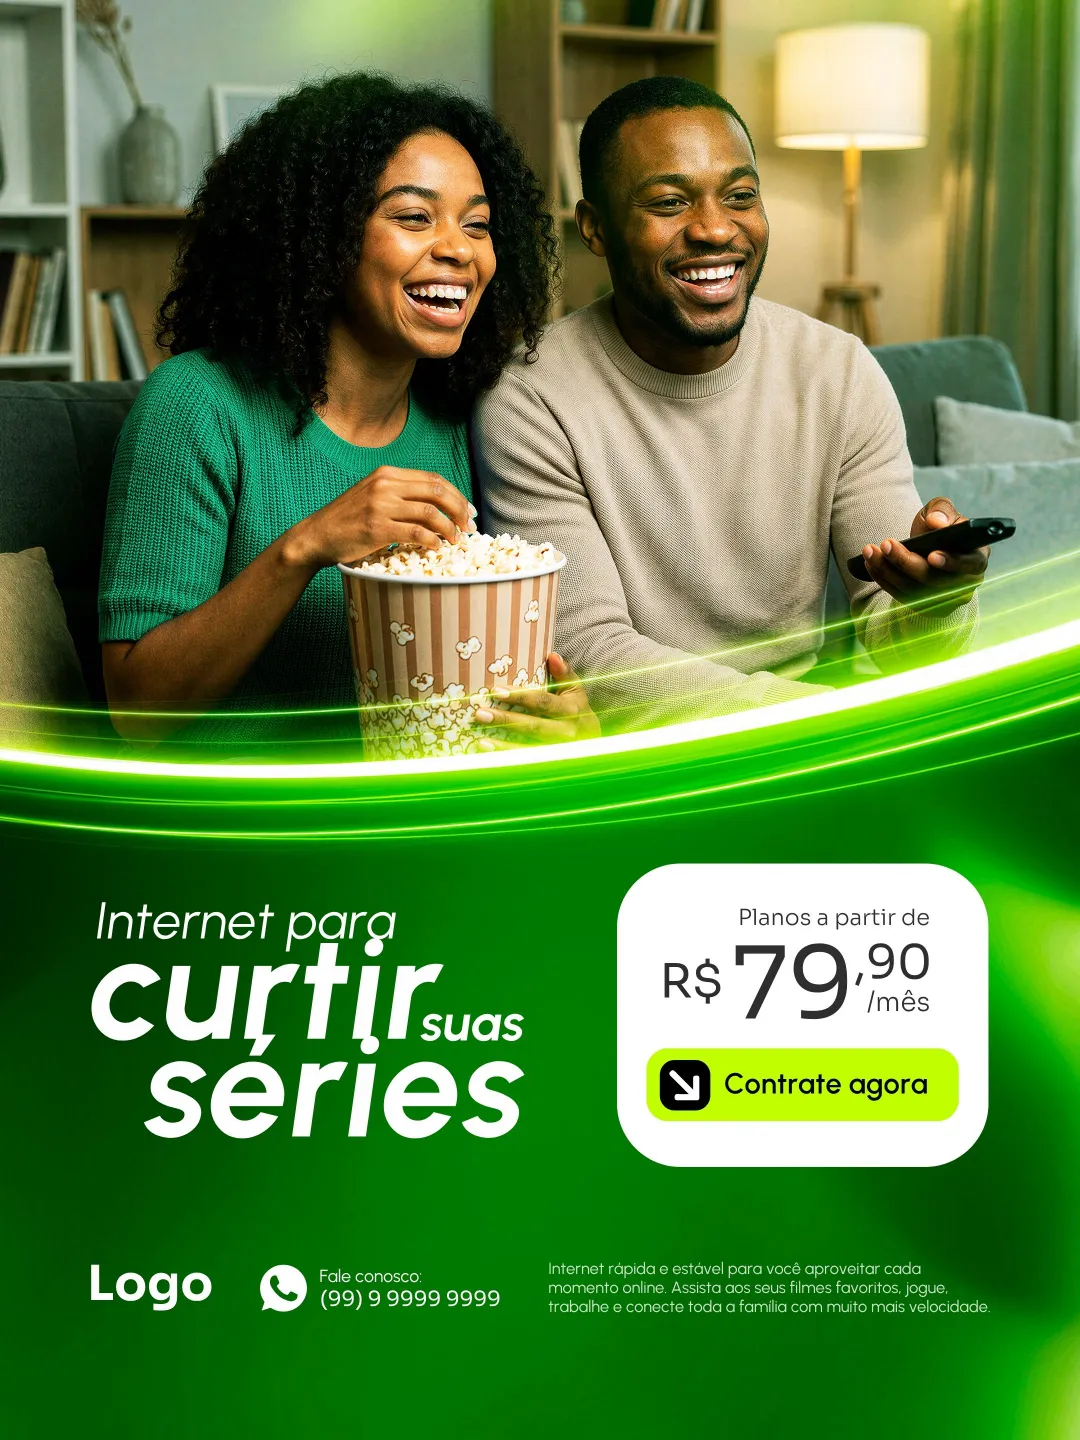 Internet para
curtir suas
séries
Planos a partir de
R$ 79,90
/mês
Contrate agora
Logo
Fale conosco:
(99) 9 9999 9999
Internet rápida e estável para você aproveitar cada
momento online. Assista aos seus filmes favoritos, jogue,
trabalhe e conecte toda a família com muito mais velocidade.